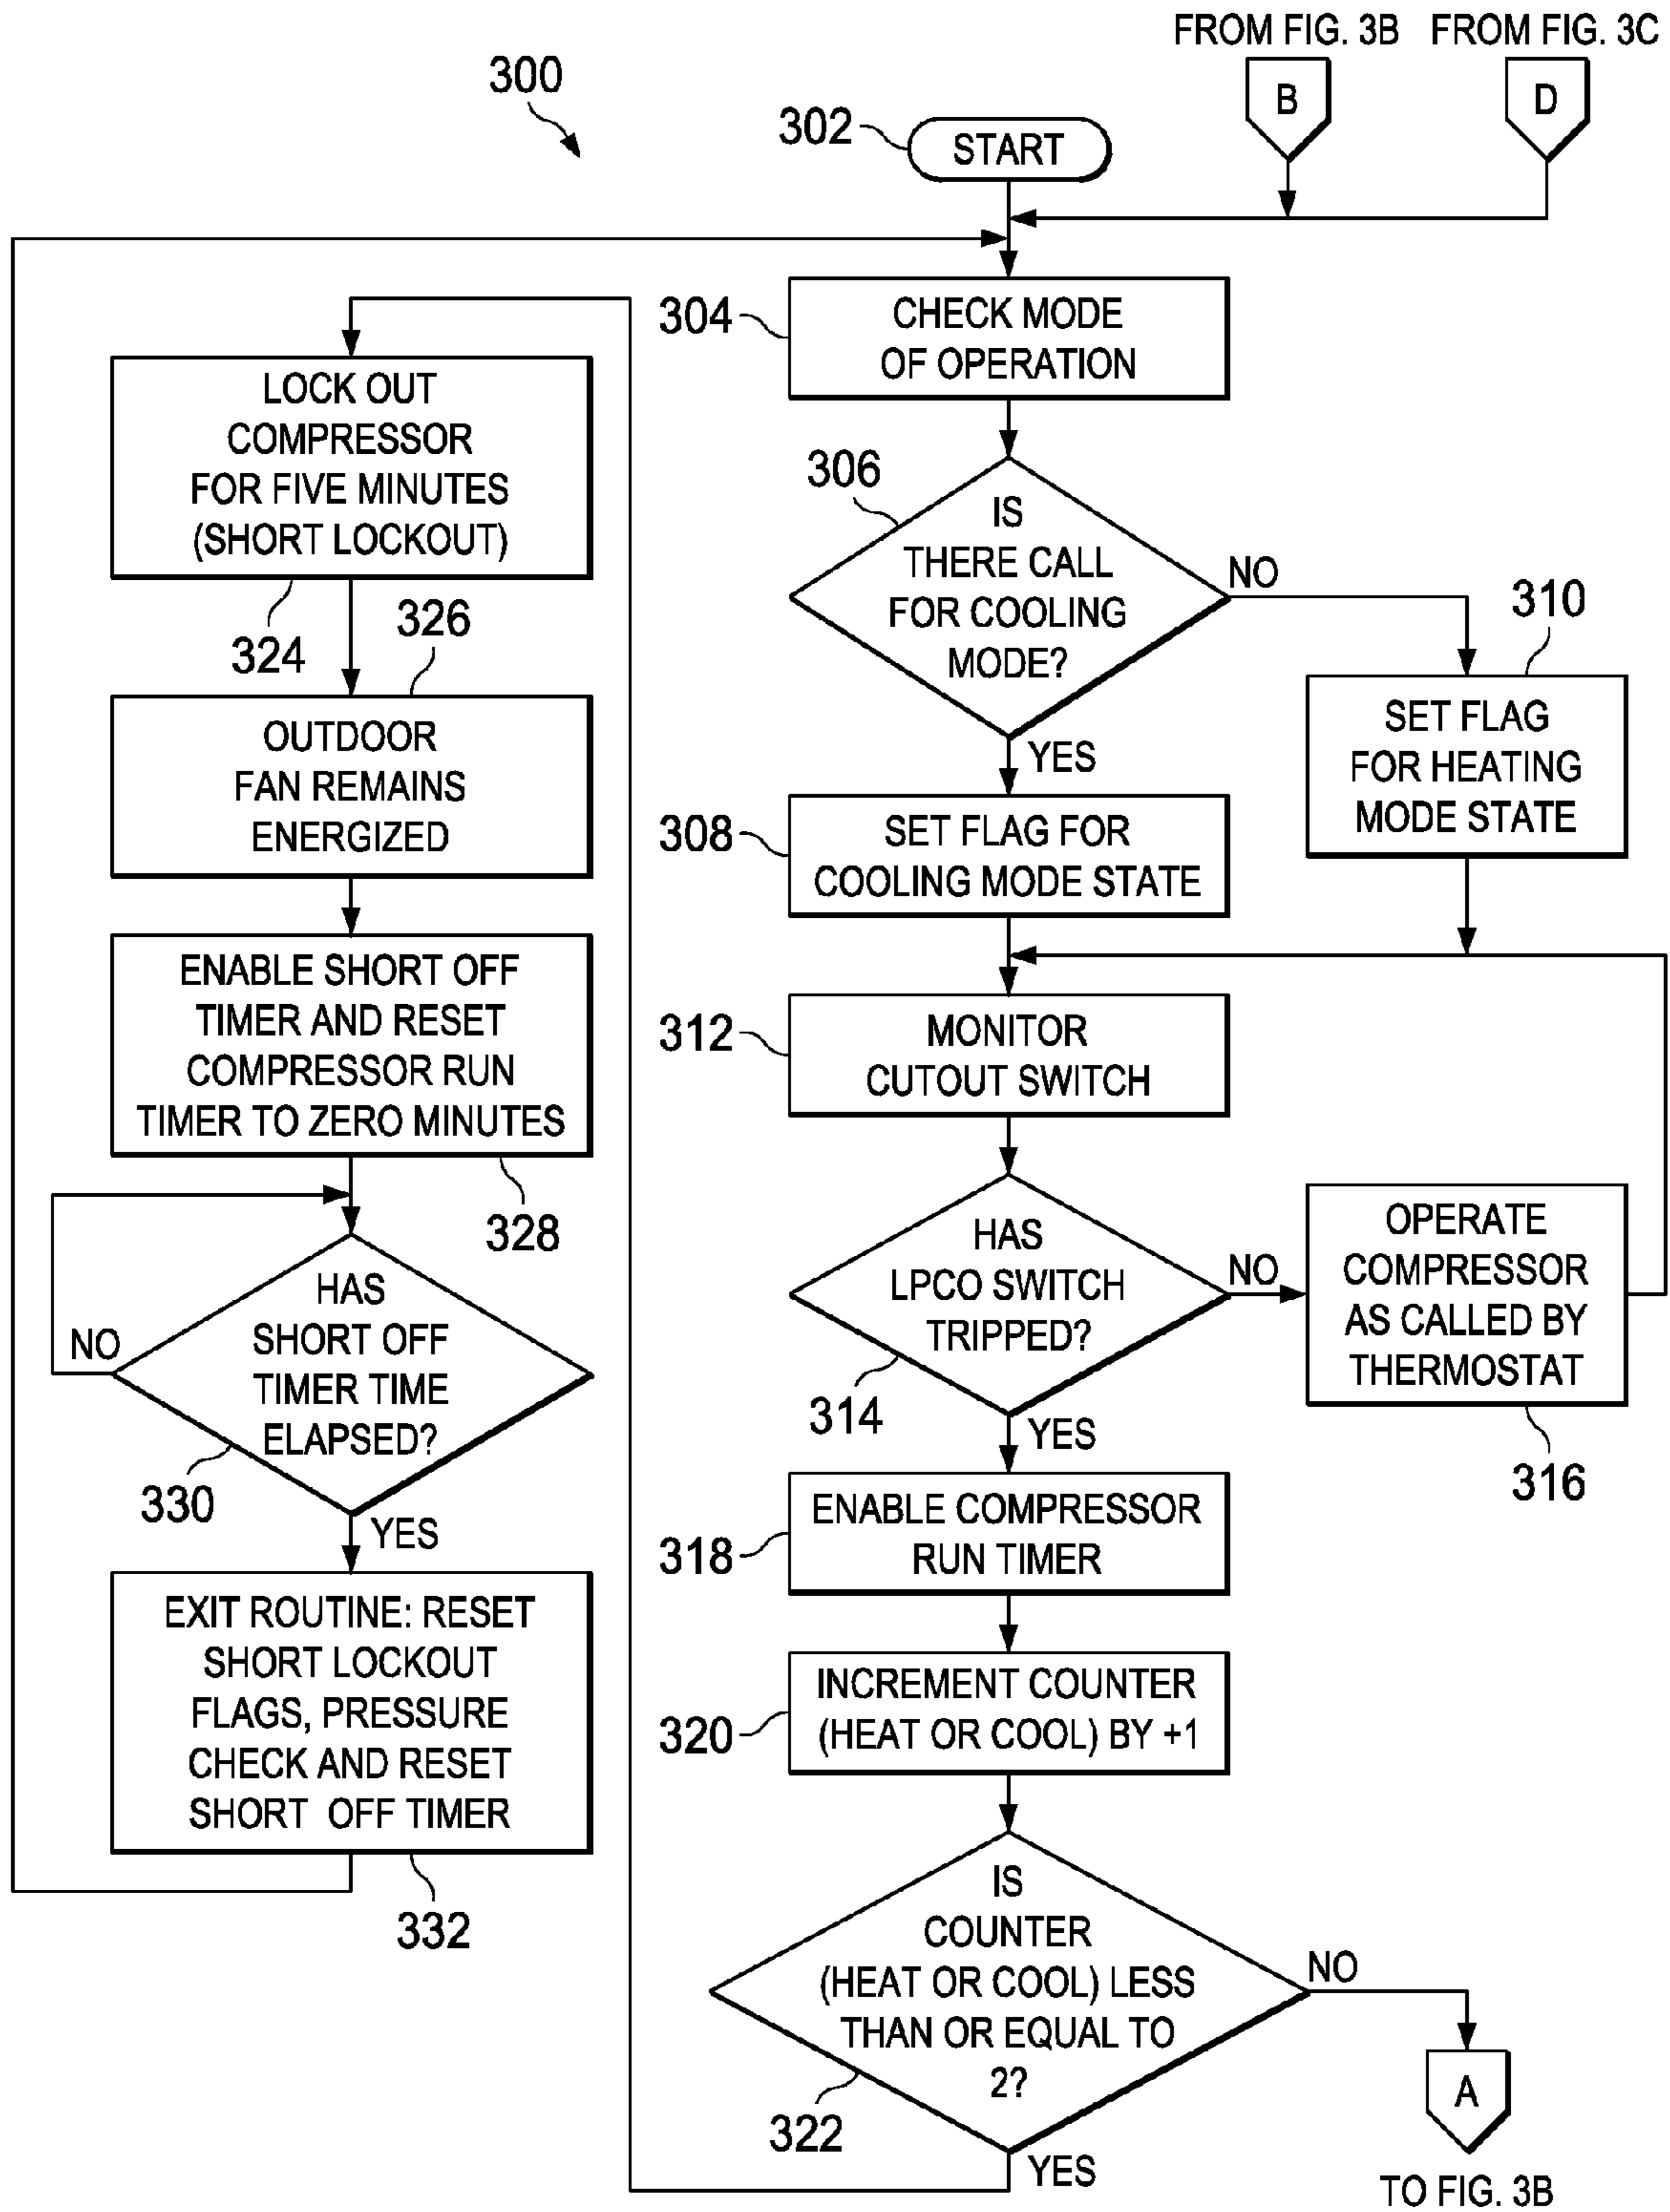 FROM FIG. 3B
FROM FIG. 3C
B
D
300
302
START
304
CHECK MODE
OF OPERATION
306
IS
THERE CALL
FOR COOLING
MODE?
NO
YES
310
SET FLAG
FOR HEATING
MODE STATE
308
SET FLAG FOR
COOLING MODE STATE
312
MONITOR
CUTOUT SWITCH
HAS
LPCO SWITCH
TRIPPED?
314
NO
YES
OPERATE
COMPRESSOR
AS CALLED BY
THERMOSTAT
316
318
ENABLE COMPRESSOR
RUN TIMER
320
INCREMENT COUNTER
(HEAT OR COOL) BY +1
IS
COUNTER
(HEAT OR COOL) LESS
THAN OR EQUAL TO
2?
322
NO
YES
A
TO FIG. 3B
LOCK OUT
COMPRESSOR
FOR FIVE MINUTES
(SHORT LOCKOUT)
324
326
OUTDOOR
FAN REMAINS
ENERGIZED
ENABLE SHORT OFF
TIMER AND RESET
COMPRESSOR RUN
TIMER TO ZERO MINUTES
328
HAS
SHORT OFF
TIMER TIME
ELAPSED?
NO
330
YES
EXIT ROUTINE: RESET
SHORT LOCKOUT
FLAGS, PRESSURE
CHECK AND RESET
SHORT OFF TIMER
332